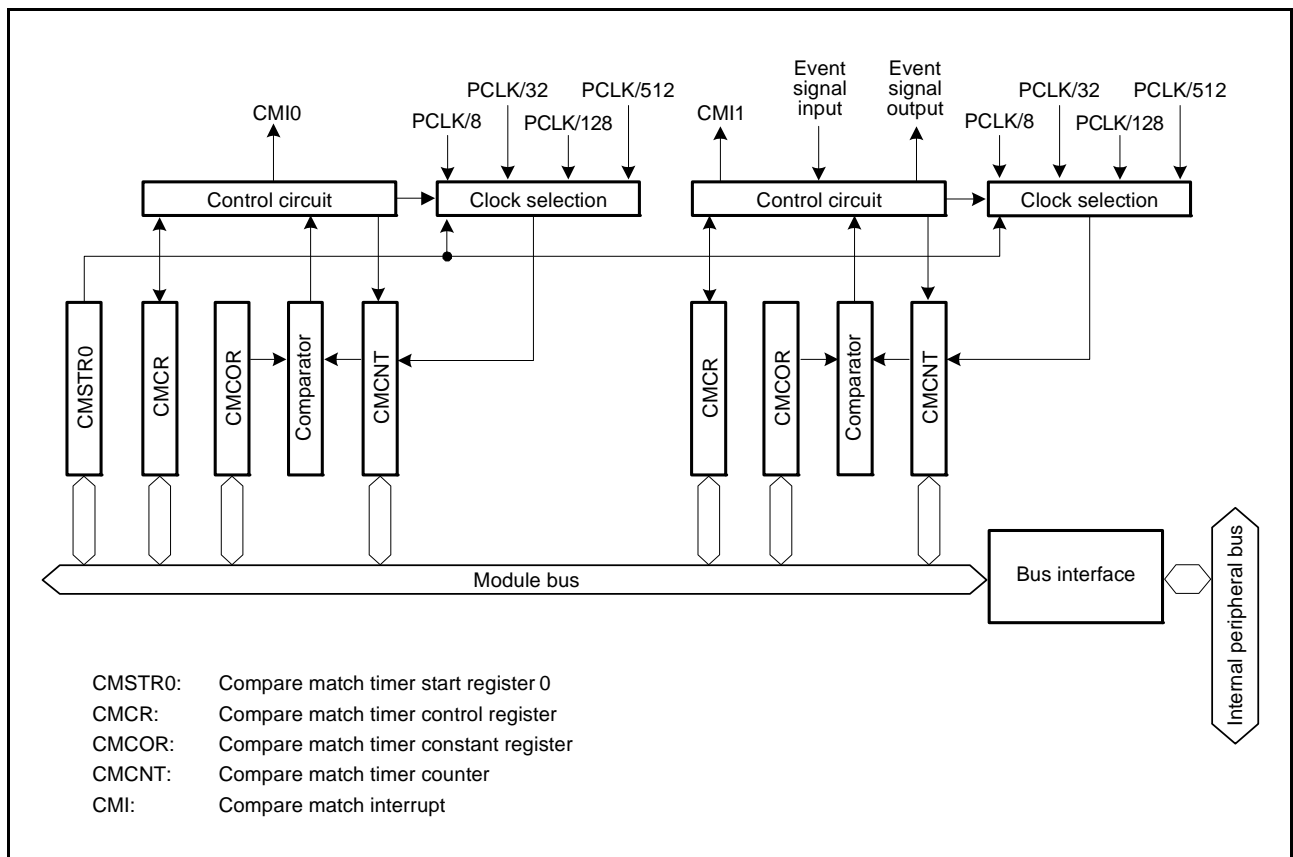 CMI0
PCLK/8
PCLK/32
PCLK/128
PCLK/512
CMI1
Event
signal
input
Event
signal
output
PCLK/8
PCLK/32
PCLK/128
PCLK/512
Control circuit
Clock selection
Control circuit
Clock selection
CMSTR0
CMCR
CMCOR
Comparator
CMCNT
CMCR
CMCOR
Comparator
CMCNT
Module bus
Bus interface
Internal peripheral bus
CMSTR0: Compare match timer start register 0
CMCR: Compare match timer control register
CMCOR: Compare match timer constant register
CMCNT: Compare match timer counter
CMI: Compare match interrupt